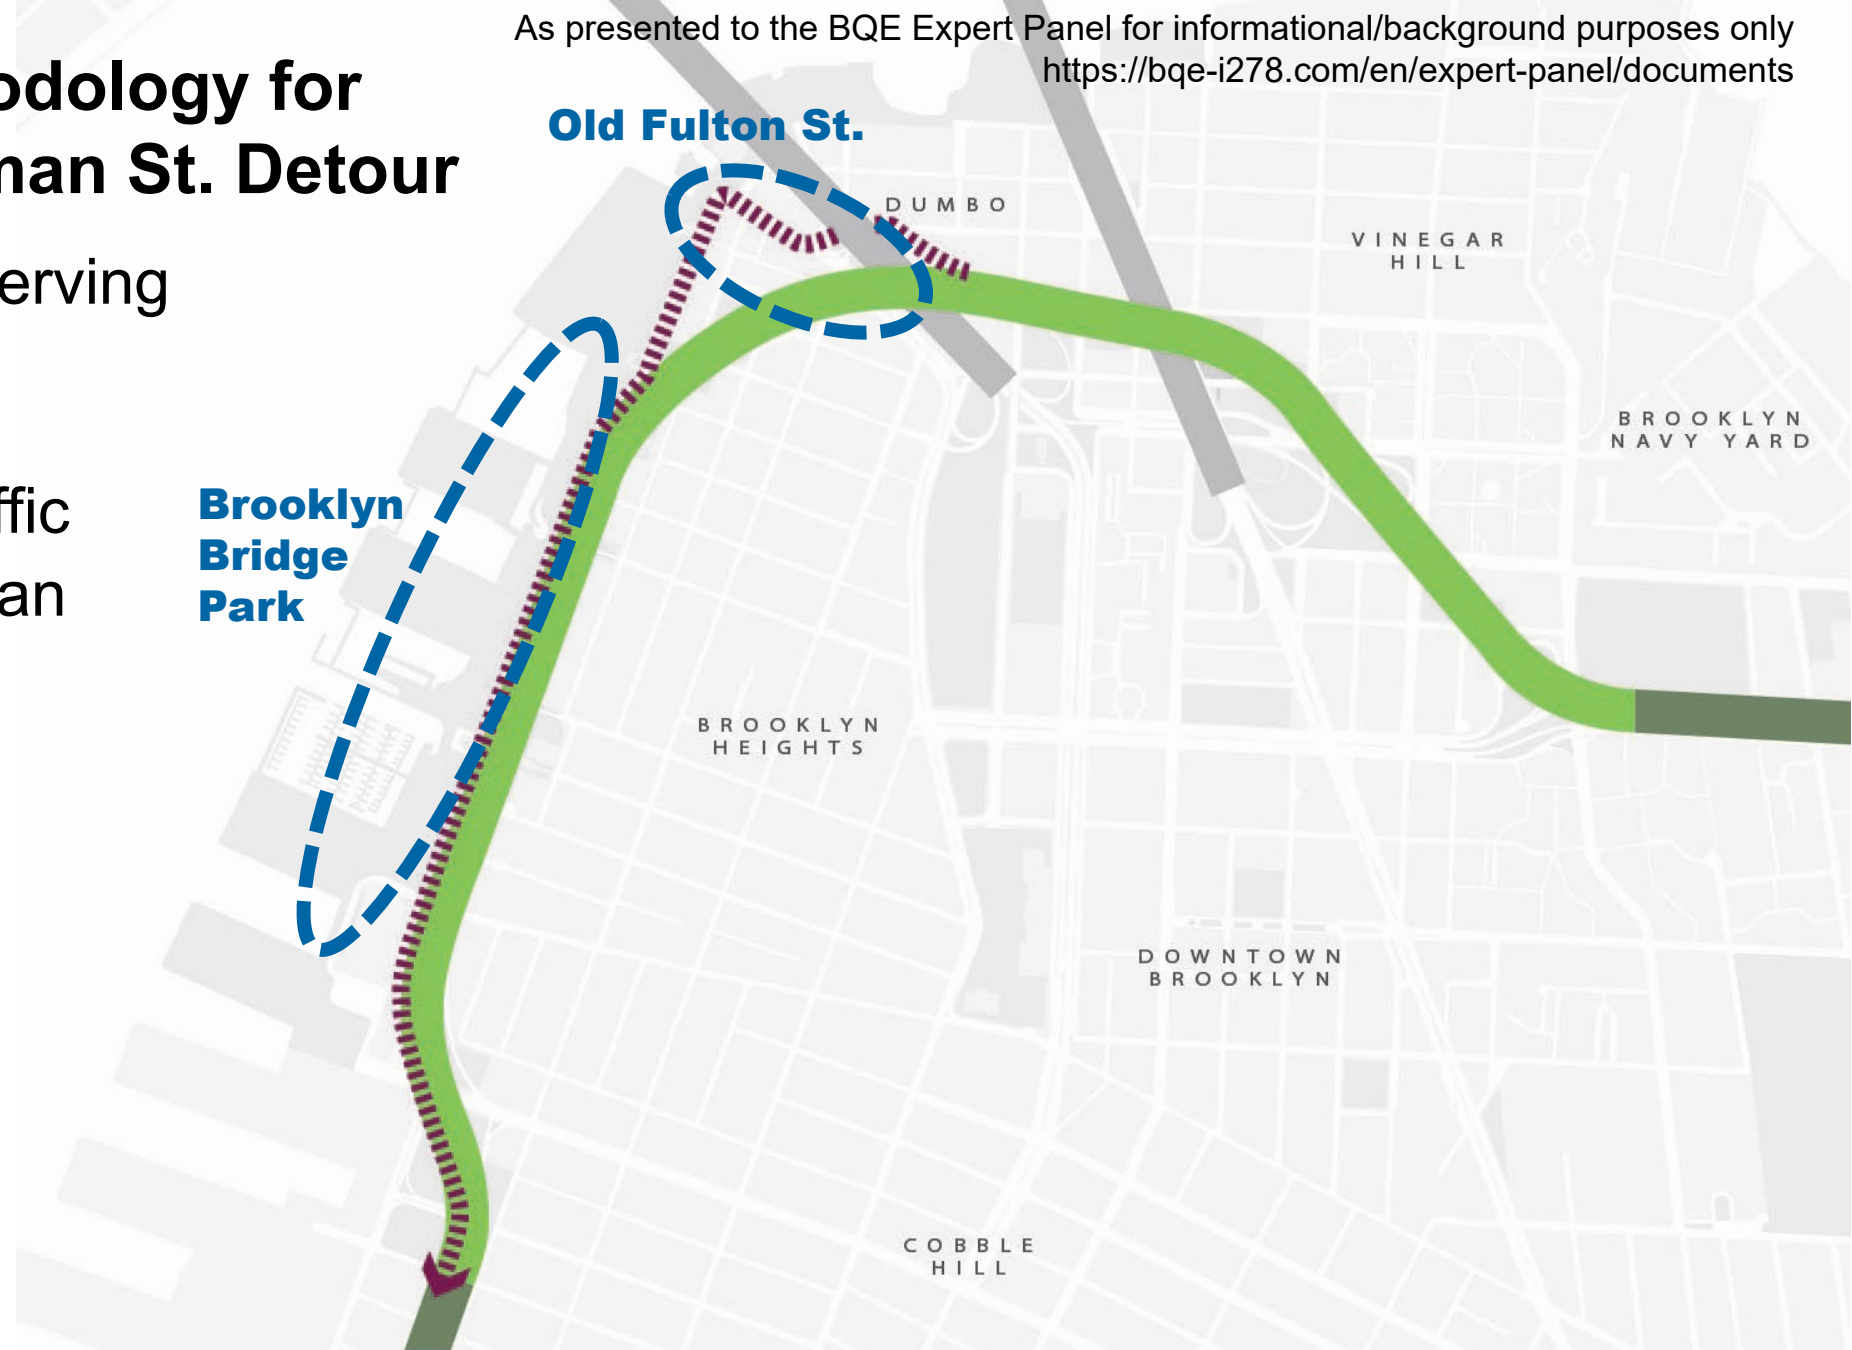 As presented to the BQE Expert Panel for informational/background purposes only
https://bqe-i278.com/en/expert-panel/documents
odology for
man St. Detour
erving
ffic
an
Old Fulton St.
DUMBO
VINEGAR
HILL
BROOKLYN
NAVY YARD
Brooklyn
Bridge
Park
BROOKLYN
HEIGHTS
DOWNTOWN
BROOKLYN
COBBLE
HILL